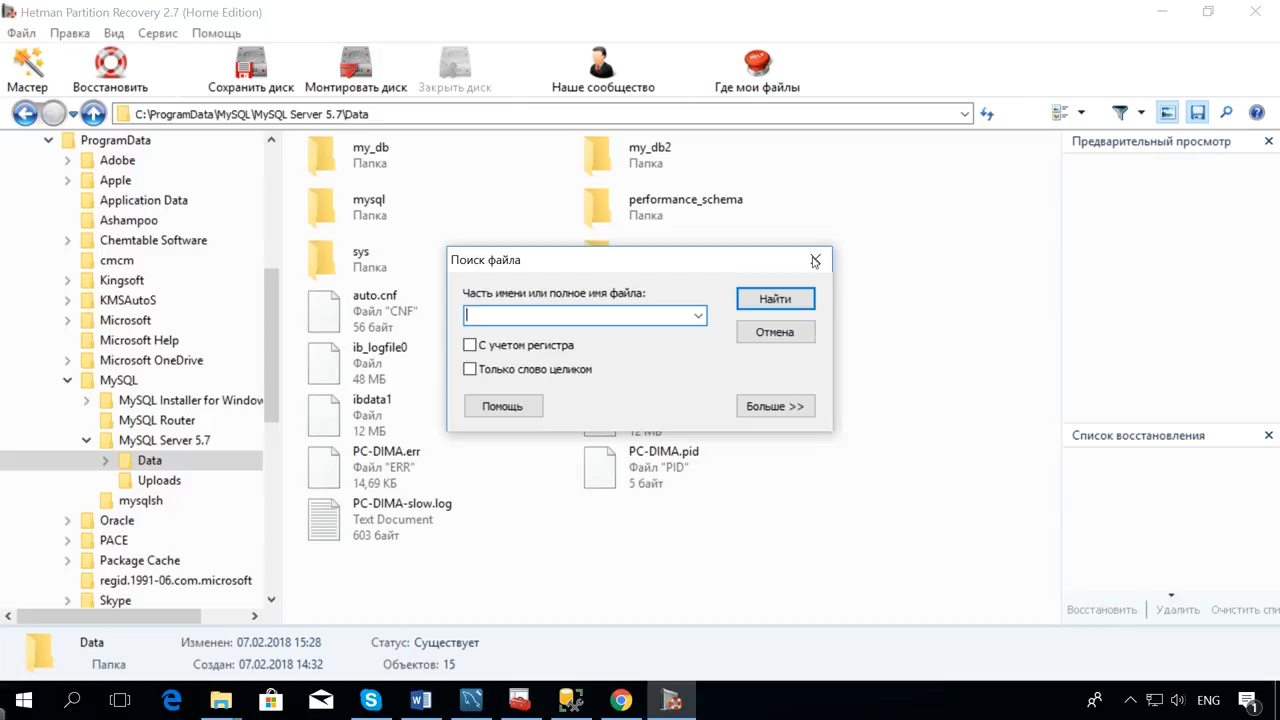 Hetman Partition Recovery 2.7 (Home Edition)
Файл Правка Вид Сервис Помощь
Мастер Восстановить Сохранить диск Монтировать диск Закрыть диск Наше сообщество Где мои файлы
HELP
C:\ProgramData\MySQL\MySQL Server 5.7\Data
ProgramData
Adobe
Apple
Application Data
Ashampoo
Chemtable Software
cmcm
Kingsoft
KMSAutoS
Microsoft
Microsoft Help
Microsoft OneDrive
MySQL
MySQL Installer for Window
MySQL Router
MySQL Server 5.7
Data
Uploads
mysqlsh
Oracle
PACE
Package Cache
regid.1991-06.com.microsoft
Skype
my_db
Папка
my_db2
Папка
mysql
Папка
performance_schema
Папка
sys
Папка
auto.cnf
Файл "CNF"
56 байт
ib_logfile0
Файл
48 МБ
ibdata1
Файл
12 МБ
12 МБ
PC-DIMA.err
Файл "ERR"
14,69 КБ
PC-DIMA.pid
Файл "PID"
5 байт
PC-DIMA-slow.log
Text Document
603 байт
Поиск файла
Часть имени или полное имя файла:
Найти
Отмена
С учетом регистра
Только слово целиком
Помощь
Больше >>
Предварительный просмотр
Список восстановления
Восстановить Удалить Очистить спи
Data
Папка
Изменен: 07.02.2018 15:28
Создан: 07.02.2018 14:32
Статус: Существует
Объектов: 15
ENG
1